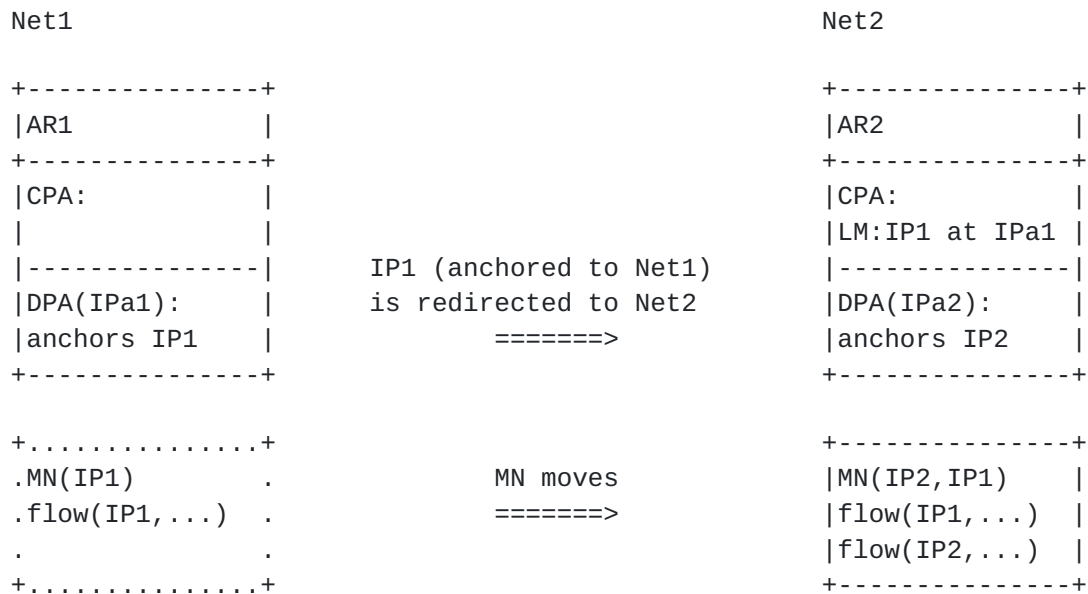 Net1                                              Net2

+---------------+                                 +---------------+
|AR1            |                                 |AR2            |
+---------------+                                 +---------------+
|CPA:           |                                 |CPA:           |
|               |                                 |LM:IP1 at IPa1 |
|---------------|      IP1 (anchored to Net1)     |---------------|
|DPA(IPa1):     |      is redirected to Net2      |DPA(IPa2):     |
|anchors IP1    |             =======>            |anchors IP2    |
+---------------+                                 +---------------+

+...............+                                 +---------------+
.MN(IP1)        .             MN moves            |MN(IP2,IP1)    |
.flow(IP1,...)  .             =======>            |flow(IP1,...)  |
.               .                                 |flow(IP2,...)  |
+...............+                                 +---------------+